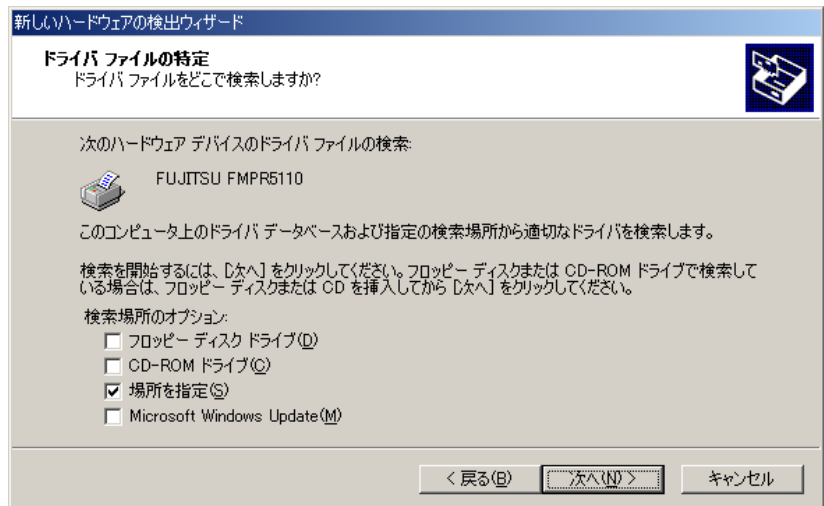 新しいハードウェアの検出ウィザード
ドライバ ファイルの特定
ドライバ ファイルをどこで検索しますか?
次のハードウェア デバイスのドライバ ファイルの検索:
FUJITSU FMPR5110
このコンピュータ上のドライバ データベースおよび指定の検索場所から適切なドライバを検索します。
検索を開始するには、[次へ] をクリックしてください。フロッピー ディスクまたは CD-ROM ドライブで検索して
いる場合は、フロッピー ディスクまたは CD を挿入してから [次へ] をクリックしてください。
検索場所のオプション:
フロッピー ディスク ドライブ(D)
CD-ROM ドライブ(C)
場所を指定(S)
Microsoft Windows Update(M)
< 戻る(B) 次へ(N) > キャンセル